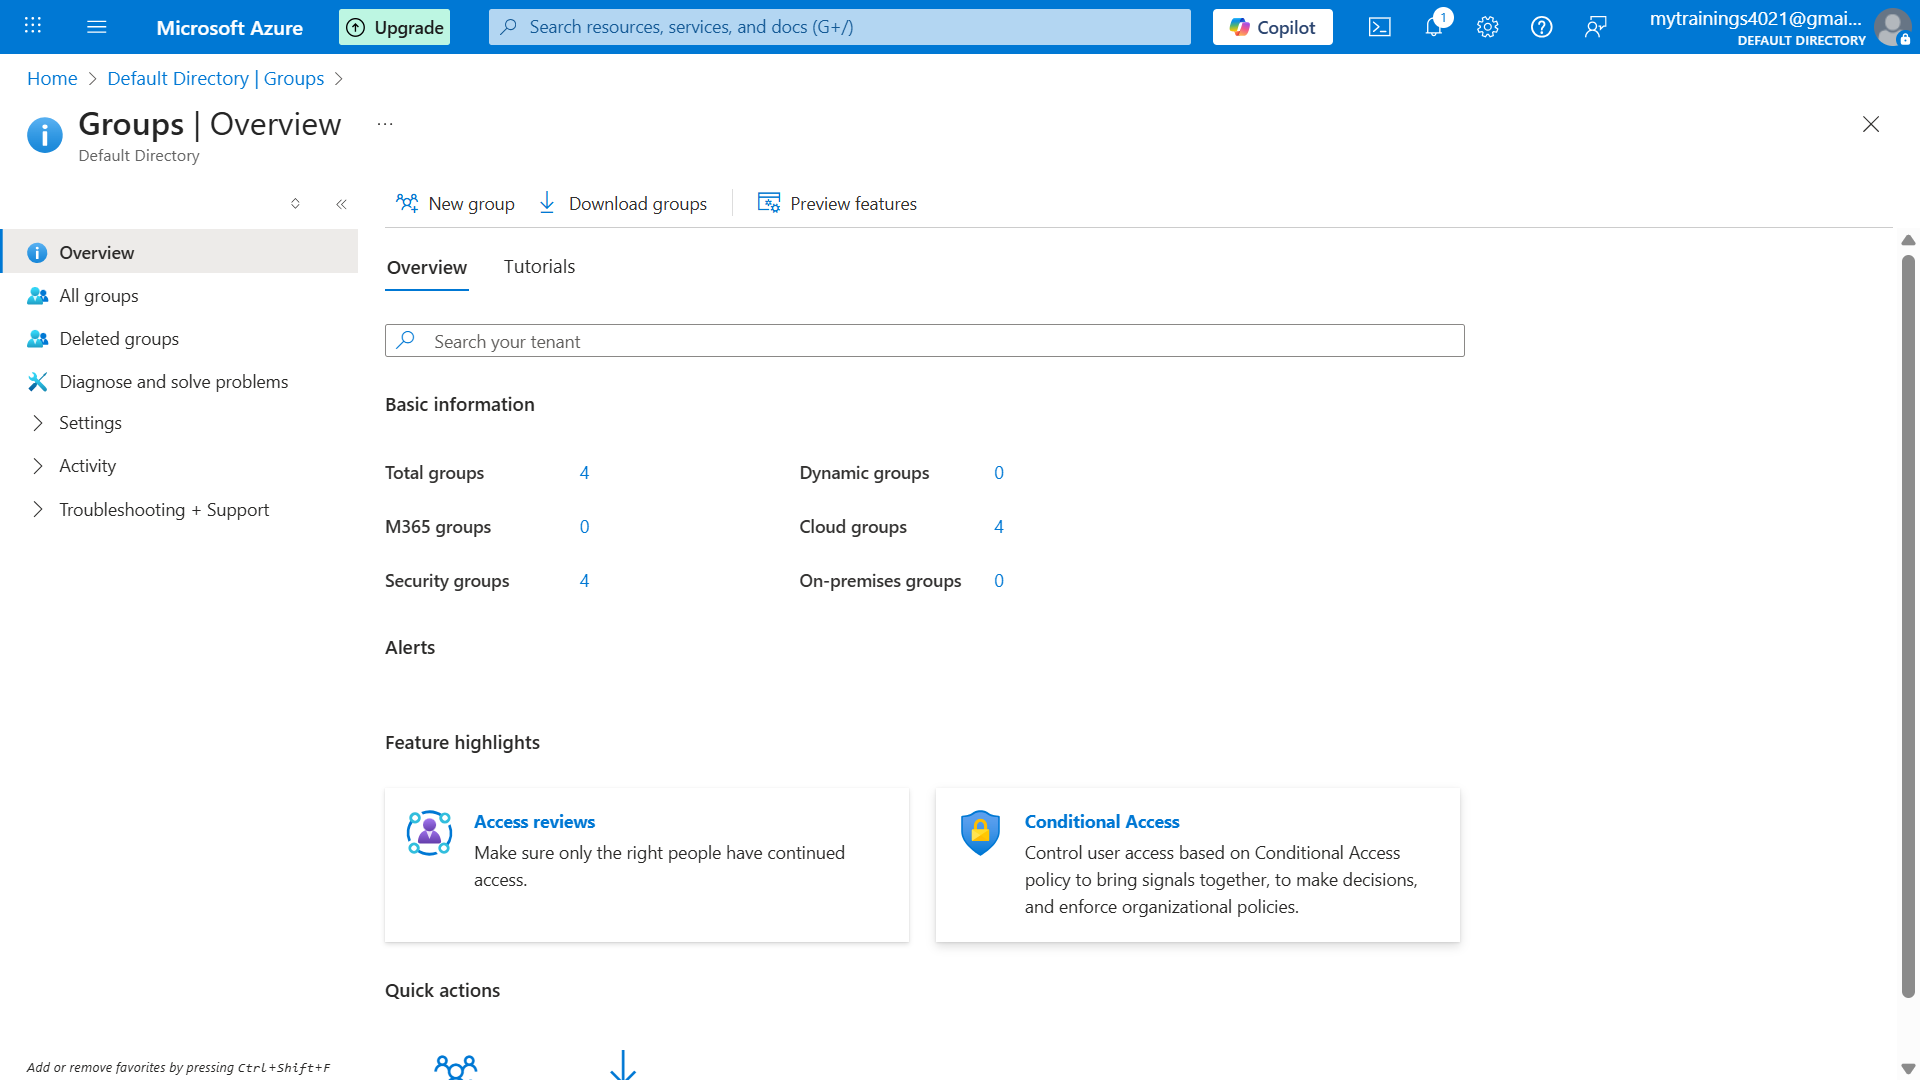 Microsoft Azure
Upgrade
Search resources, services, and docs (G+/)
Copilot
1
mytrainings4021@gmai...
DEFAULT DIRECTORY
Home > Default Directory | Groups >
Groups | Overview
...
Default Directory
New group
Download groups
Preview features
Overview
All groups
Deleted groups
Diagnose and solve problems
Settings
Activity
Troubleshooting + Support
Overview
Tutorials
Search your tenant
Basic information
Total groups 4
Dynamic groups 0
M365 groups 0
Cloud groups 4
Security groups 4
On-premises groups 0
Alerts
Feature highlights
Access reviews
Make sure only the right people have continued
access.
Conditional Access
Control user access based on Conditional Access
policy to bring signals together, to make decisions,
and enforce organizational policies.
Quick actions
Add or remove favorites by pressing Ctrl+Shift+F